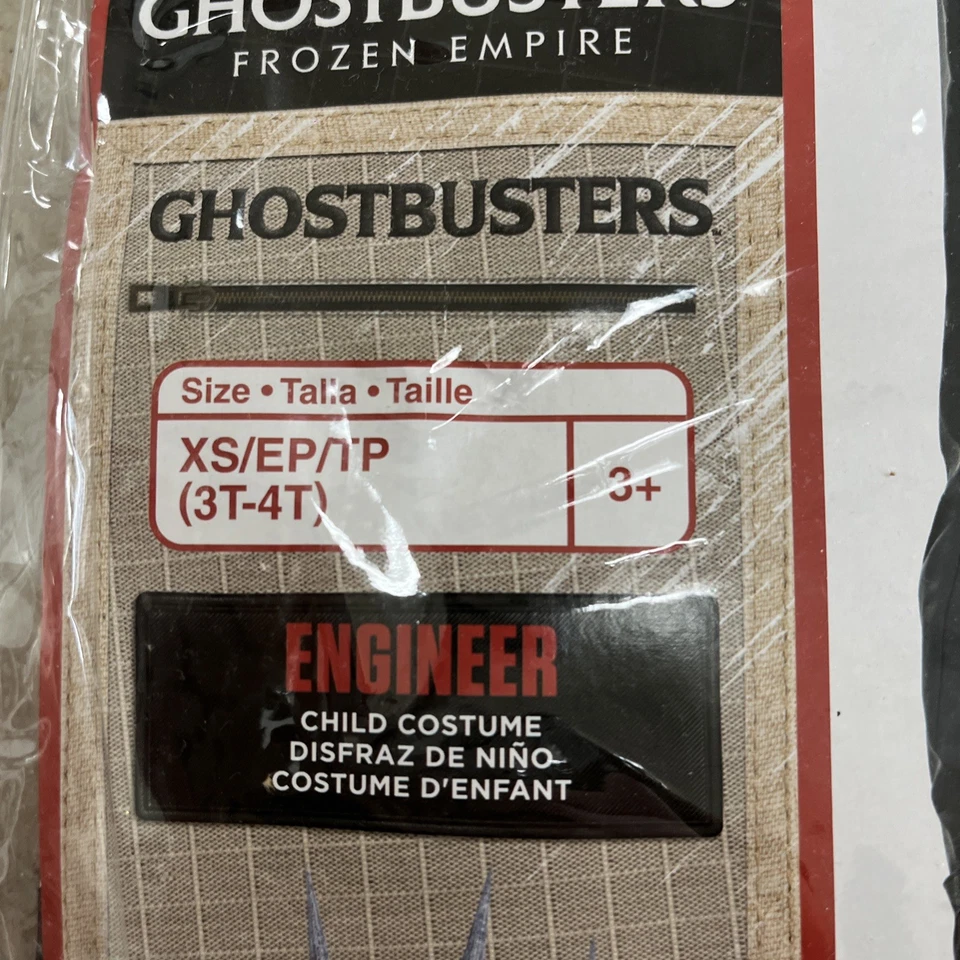 GHOSTBUSTERS
FROZEN EMPIRE
GHOSTBUSTERS
Size • Talla • Taille
XS/EP/TP
(3T-4T)
3+
ENGINEER
CHILD COSTUME
DISFRAZ DE NIÑO
COSTUME D'ENFANT